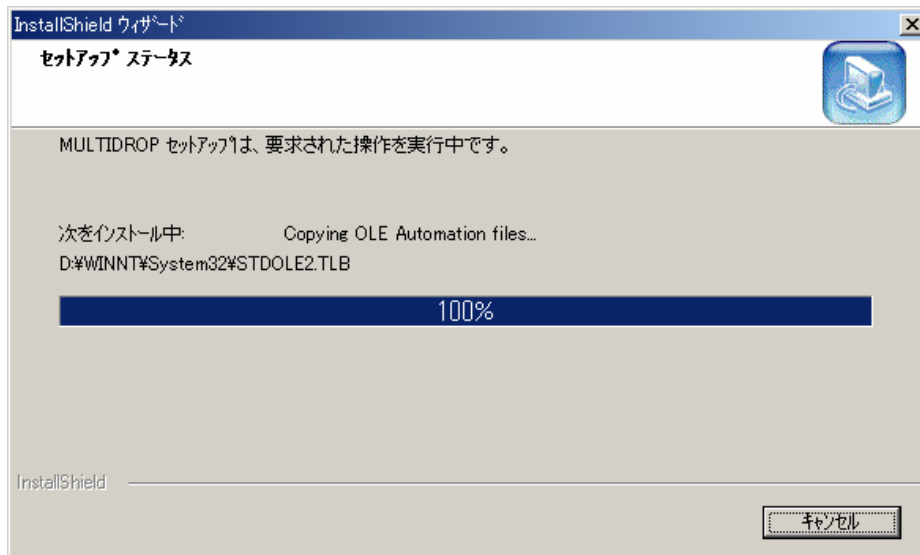 InstallShield ウィザード
セットアップ ステータス
MULTIDROP セットアップは、要求された操作を実行中です。
次をインストール中: Copying OLE Automation files...
D:¥WINNT¥System32¥STDOLE2.TLB
100%
InstallShield
キャンセル